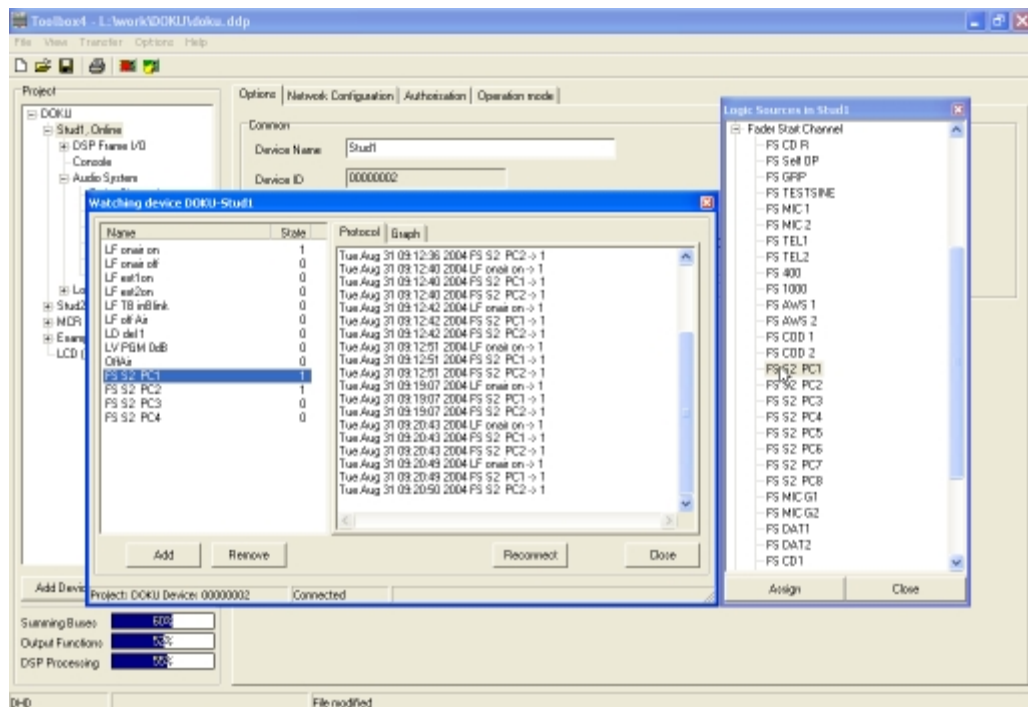 Toolbox4 - L:\work\DOKU\doku.ddp
File View Transfer Options Help
Project
DOKU
Stud1, Online
DSP Frame I/O
Console
Audio System
Stud2
MCR
LCD
Add Devic
Summing Buses 60%
Output Functions 53%
DSP Processing 55%
Options Network Configuration Authorisation Operation mode
Common
Device Name Stud1
Device ID 00000002
Watching device DOKU-Stud1
Name State
LF onair on 1
LF onair off 0
LF ext1on 0
LF ext2on 0
LF TB inBlink 0
LF off Air 0
LD del1 0
LV PGM 0dB 0
OffAir 0
FS S2 PC1 1
FS S2 PC2 1
FS S2 PC3 0
FS S2 PC4 0
Protocol Graph
Tue Aug 31 09:12:36 2004 FS S2 PC2-> 1
Tue Aug 31 09:12:40 2004 LF onair on-> 1
Tue Aug 31 09:12:40 2004 FS S2 PC1-> 1
Tue Aug 31 09:12:40 2004 FS S2 PC2-> 1
Tue Aug 31 09:12:42 2004 LF onair on-> 1
Tue Aug 31 09:12:42 2004 FS S2 PC1-> 1
Tue Aug 31 09:12:42 2004 FS S2 PC2-> 1
Tue Aug 31 09:12:51 2004 LF onair on-> 1
Tue Aug 31 09:12:51 2004 FS S2 PC1-> 1
Tue Aug 31 09:12:51 2004 FS S2 PC2-> 1
Tue Aug 31 09:19:07 2004 LF onair on-> 1
Tue Aug 31 09:19:07 2004 FS S2 PC1-> 1
Tue Aug 31 09:19:07 2004 FS S2 PC2-> 1
Tue Aug 31 09:20:43 2004 LF onair on-> 1
Tue Aug 31 09:20:43 2004 FS S2 PC1-> 1
Tue Aug 31 09:20:43 2004 FS S2 PC2-> 1
Tue Aug 31 09:20:49 2004 LF onair on-> 1
Tue Aug 31 09:20:49 2004 FS S2 PC1-> 1
Tue Aug 31 09:20:50 2004 FS S2 PC2-> 1
Add Remove Reconnect Close
Project: DOKU Device: 00000002 Connected
Logic Sources in Stud1
Fader Start Channel
FS CD R
FS Self OP
FS GRP
FS TESTSINE
FS MIC 1
FS MIC 2
FS TEL1
FS TEL2
FS 400
FS 1000
FS AWS 1
FS AWS 2
FS COD 1
FS COD 2
FS S2 PC1
FS S2 PC2
FS S2 PC3
FS S2 PC4
FS S2 PC5
FS S2 PC6
FS S2 PC7
FS S2 PC8
FS MIC G1
FS MIC G2
FS DAT1
FS DAT2
FS CD1
Assign Close
DHD File modified